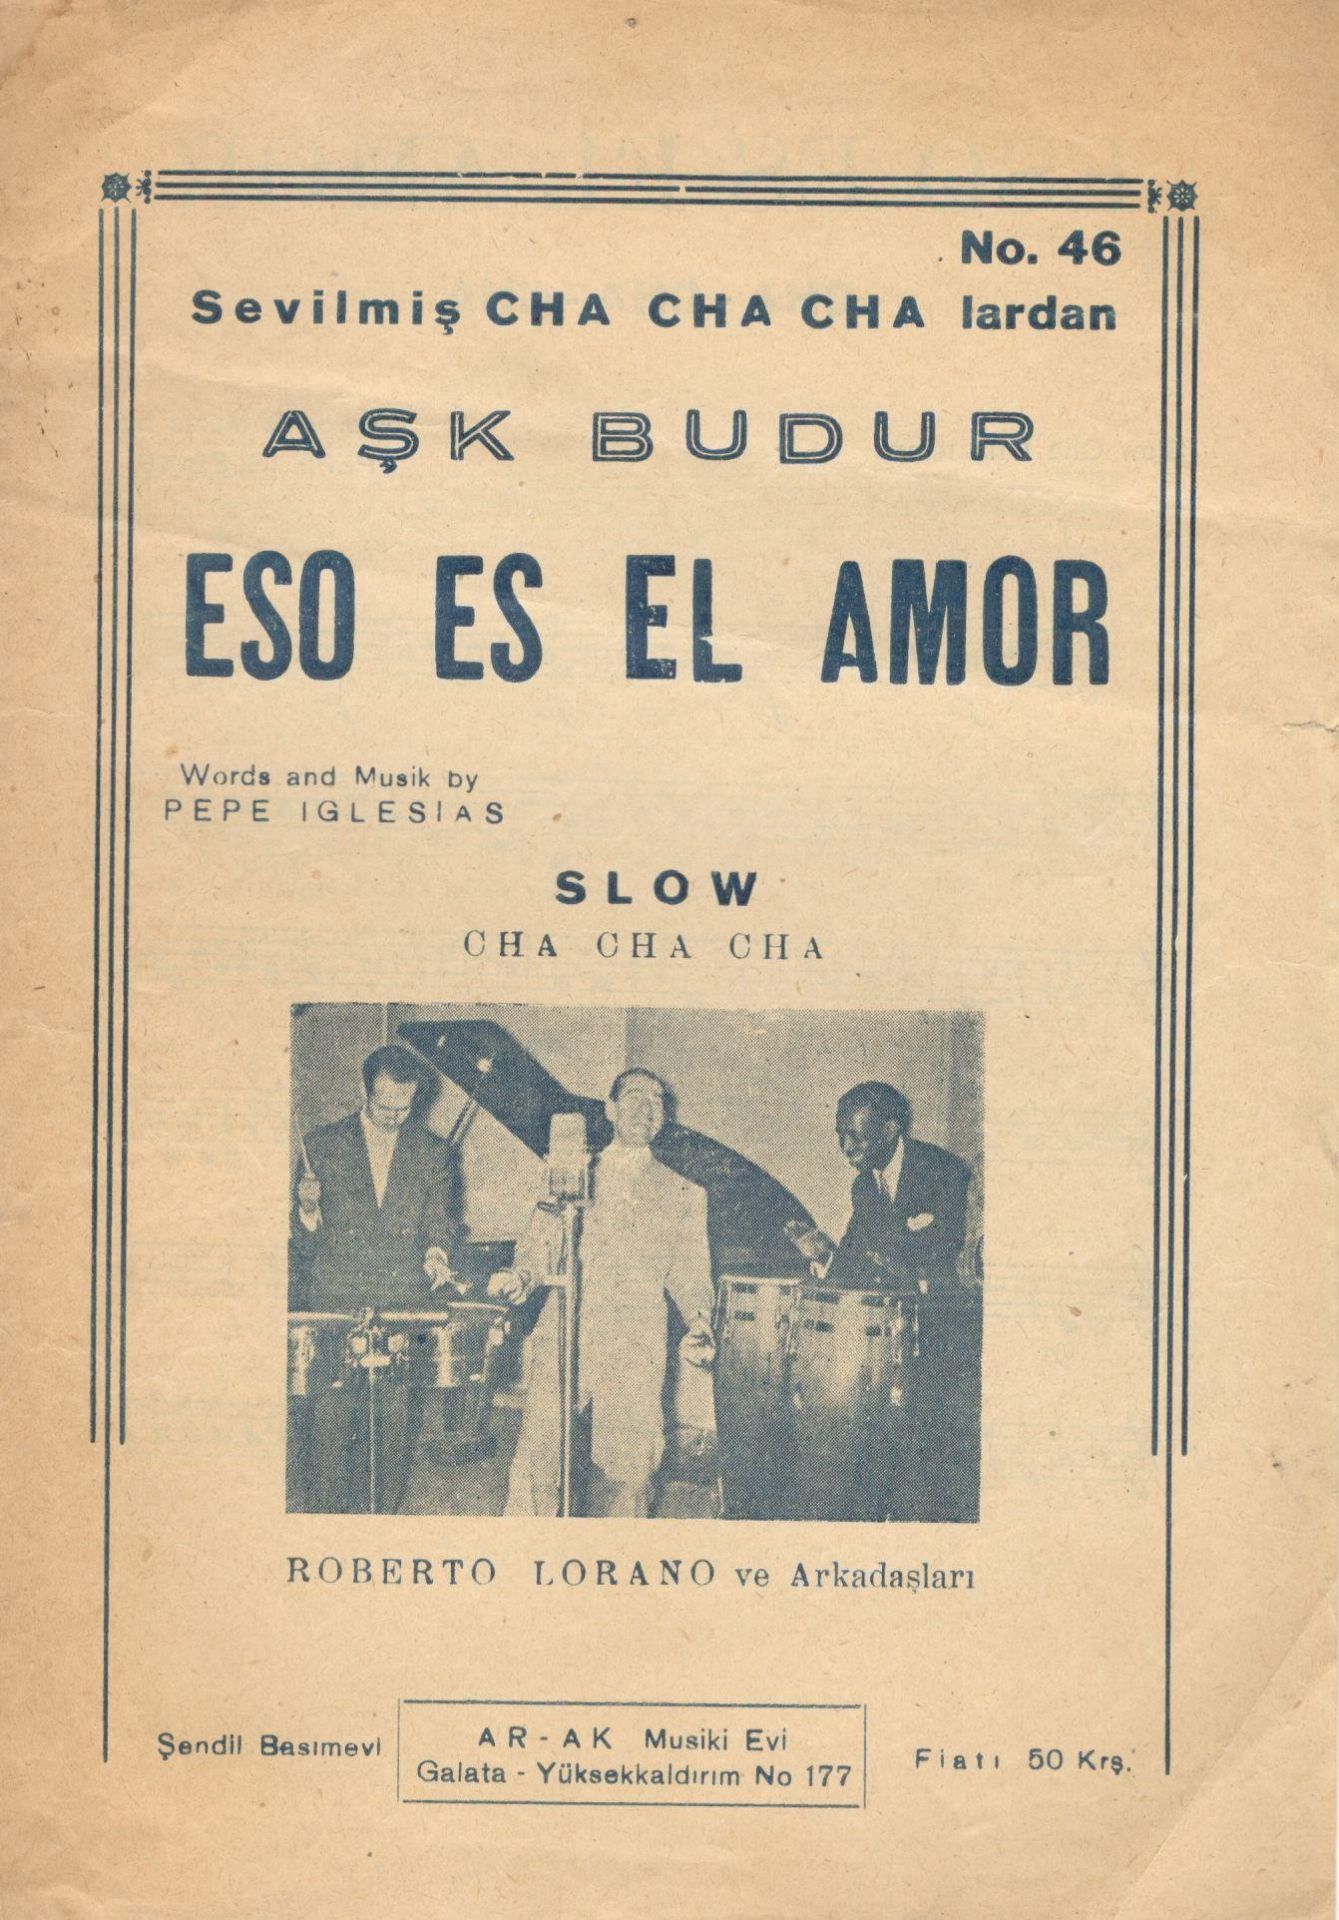 No. 46
Sevilmiş CHA CHA CHA lardan
AŞK BUDUR
ESO ES EL AMOR
Words and Musik by
PEPE IGLESIAS
SLOW
CHA CHA CHA
ROBERTO LORANO ve Arkadaşları
Şendil Basımevi
AR-AK Musiki Evi
Galata - Yüksekkaldırım No 177
Fiatı 50 Krş.